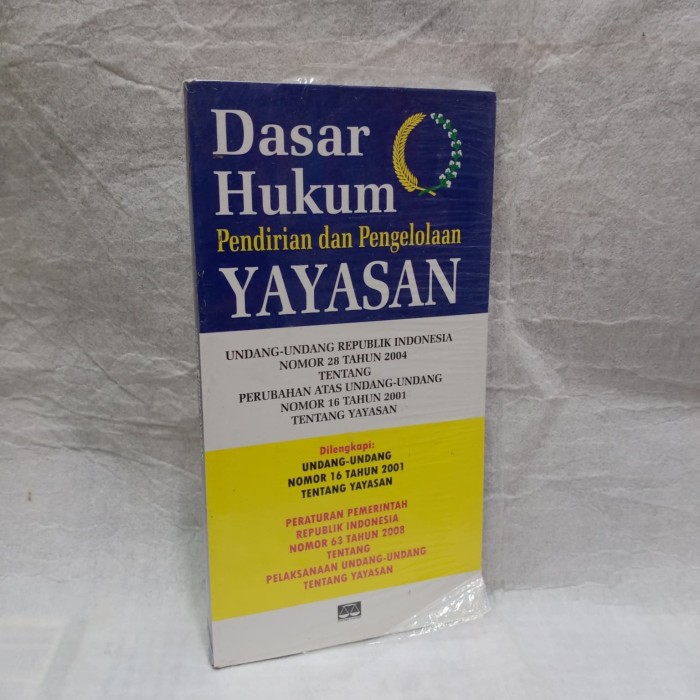 Dasar
Hukum
Pendirian dan Pengelolaan
YAYASAN
UNDANG-UNDANG REPUBLIK INDONESIA
NOMOR 28 TAHUN 2004
TENTANG
PERUBAHAN ATAS UNDANG-UNDANG
NOMOR 16 TAHUN 2001
TENTANG YAYASAN
Dilengkapi:
UNDANG-UNDANG
NOMOR 16 TAHUN 2001
TENTANG YAYASAN
PERATURAN PEMERINTAH
REPUBLIK INDONESIA
NOMOR 63 TAHUN 2008
TENTANG
PELAKSANAAN UNDANG-UNDANG
TENTANG YAYASAN